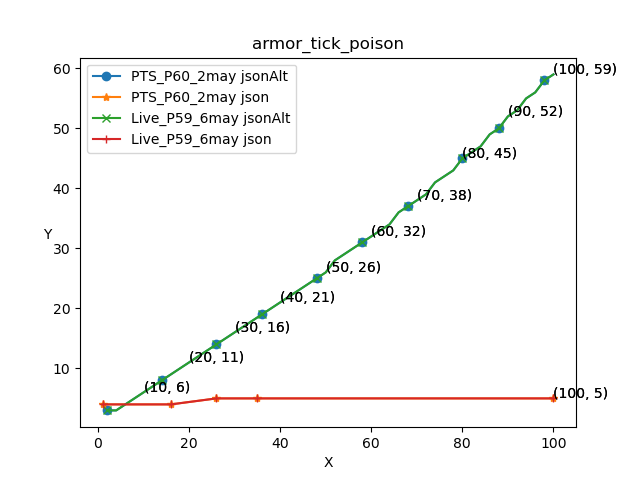 armor_tick_poison
PTS_P60_2may jsonAlt
PTS_P60_2may json
Live_P59_6may jsonAlt
Live_P59_6may json
(100, 59)
(90, 52)
(80, 45)
(70, 38)
(60, 32)
(50, 26)
(40, 21)
(30, 16)
(20, 11)
(10, 6)
(100, 5)
60
50
40
30
20
10
Y
0 20 40 60 80 100
X